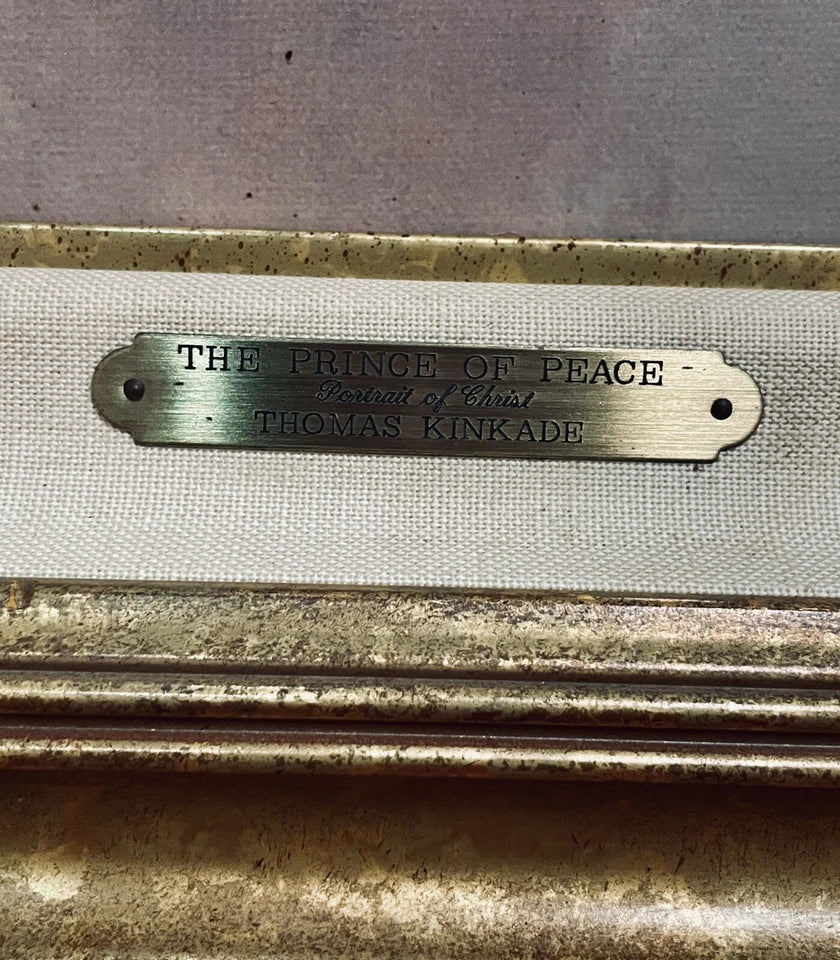 THE PRINCE OF PEACE
Portrait of Christ
THOMAS KINKADE